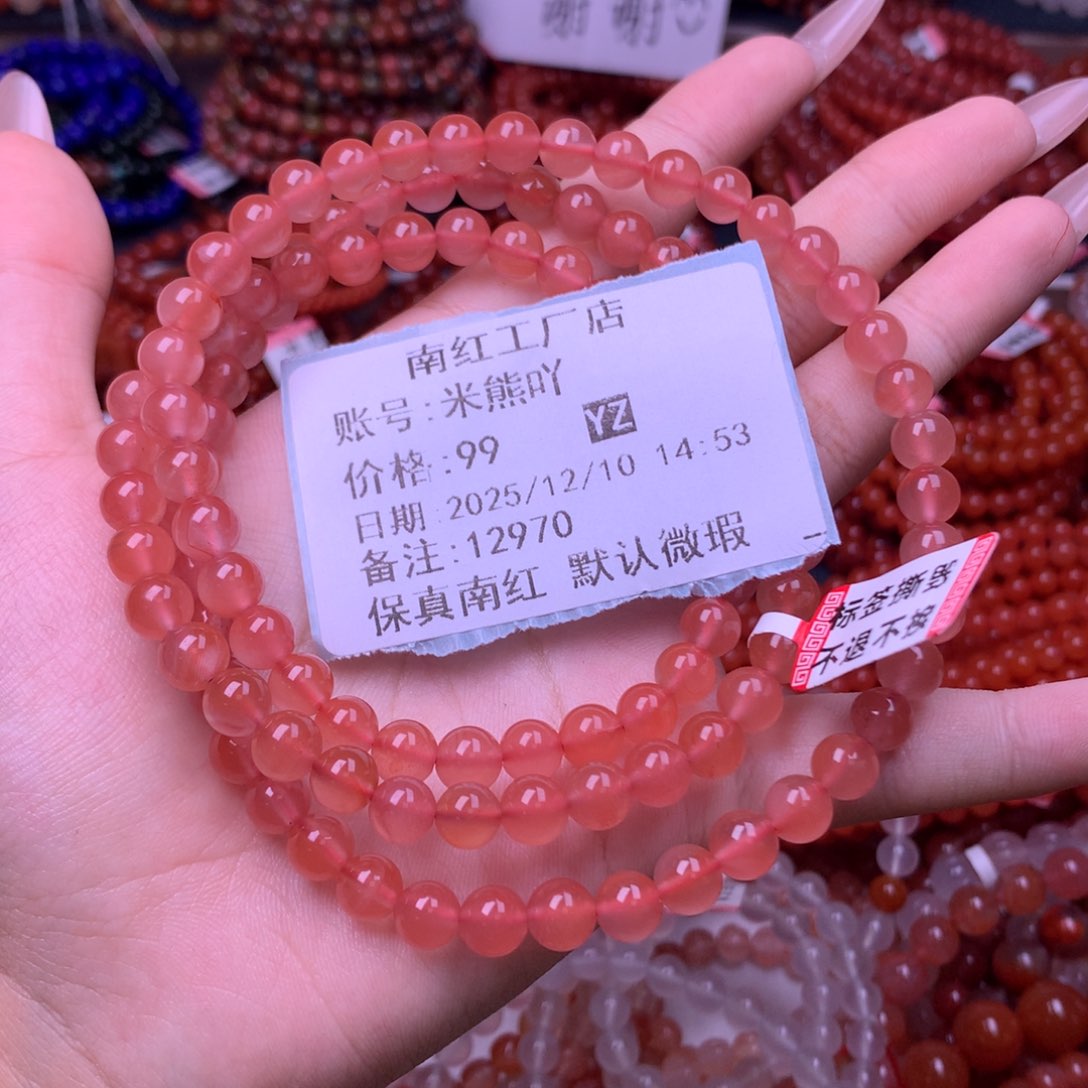 谢谢
南红工厂店
账号:米熊吖
YZ
价格:99
日期:2025/12/10 14:53
备注:12970
保真南红 默认微瑕
标签撕毁
不退不换